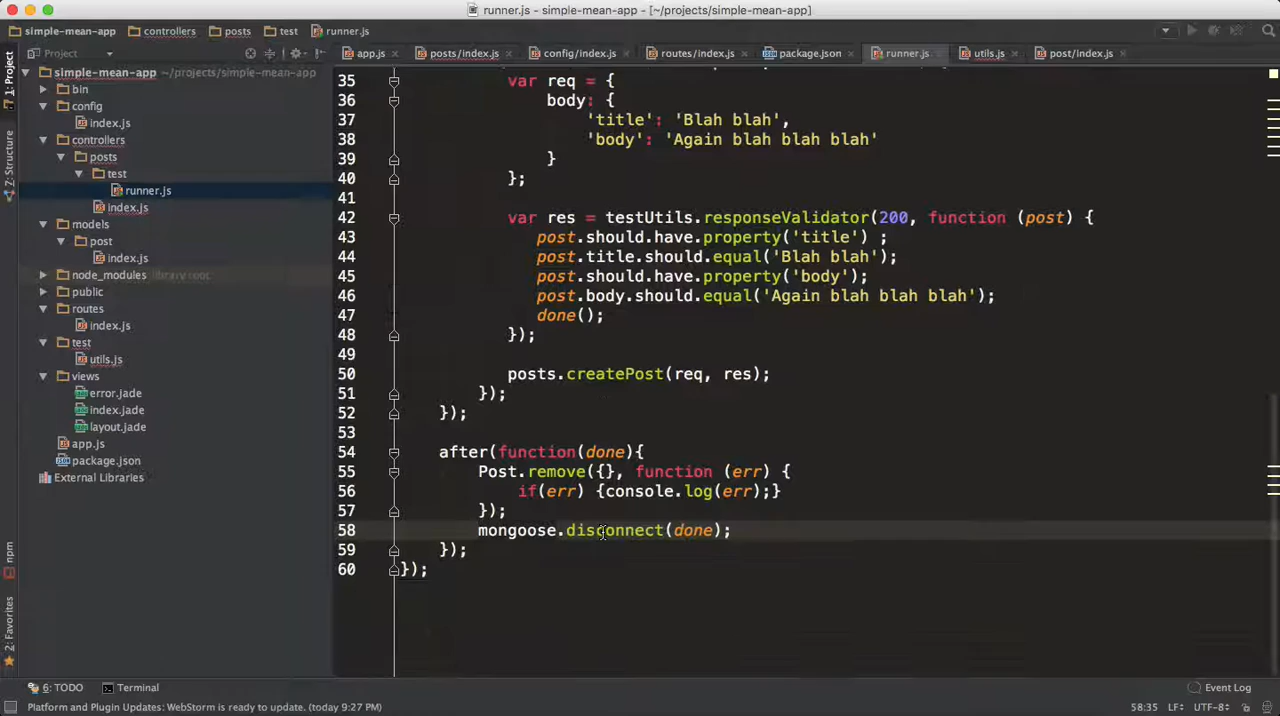 runner.js - simple-mean-app - [~/projects/simple-mean-app]
simple-mean-app controllers posts test runner.js
Project
app.js posts/index.js config/index.js routes/index.js package.json runner.js utils.js post/index.js
1: Project
Z: Structure
npm
2: Favorites
simple-mean-app ~/projects/simple-mean-app
bin
config
index.js
controllers
posts
test
runner.js
index.js
models
post
index.js
node_modules library root
public
routes
index.js
test
utils.js
views
error.jade
index.jade
layout.jade
app.js
package.json
External Libraries
35 var req = {
36 body: {
37 'title': 'Blah blah',
38 'body': 'Again blah blah blah'
39 }
40 };
41
42 var res = testUtils.responseValidator(200, function (post) {
43 post.should.have.property('title') ;
44 post.title.should.equal('Blah blah');
45 post.should.have.property('body');
46 post.body.should.equal('Again blah blah blah');
47 done();
48 });
49
50 posts.createPost(req, res);
51 });
52 });
53
54 after(function(done){
55 Post.remove({}, function (err) {
56 if(err) {console.log(err);}
57 });
58 mongoose.disconnect(done);
59 });
60 });
6: TODO Terminal Event Log
Platform and Plugin Updates: WebStorm is ready to update. (today 9:27 PM) 58:35 LF UTF-8